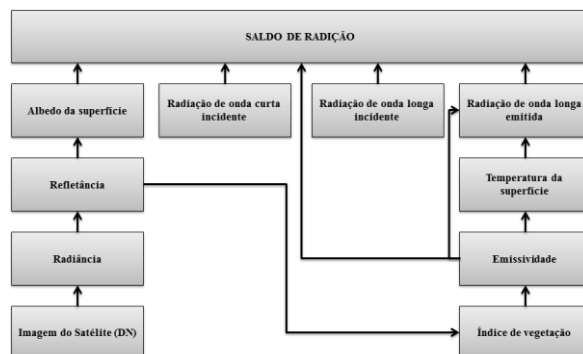 SALDO DE RADIÇÃO
Albedo da superfície
Radiação de onda curta
incidente
Radiação de onda longa
incidente
Radiação de onda longa
emitida
Refletância
Temperatura da
superfície
Radiância
Emissividade
Imagem do Satélite (DN)
Índice de vegetação